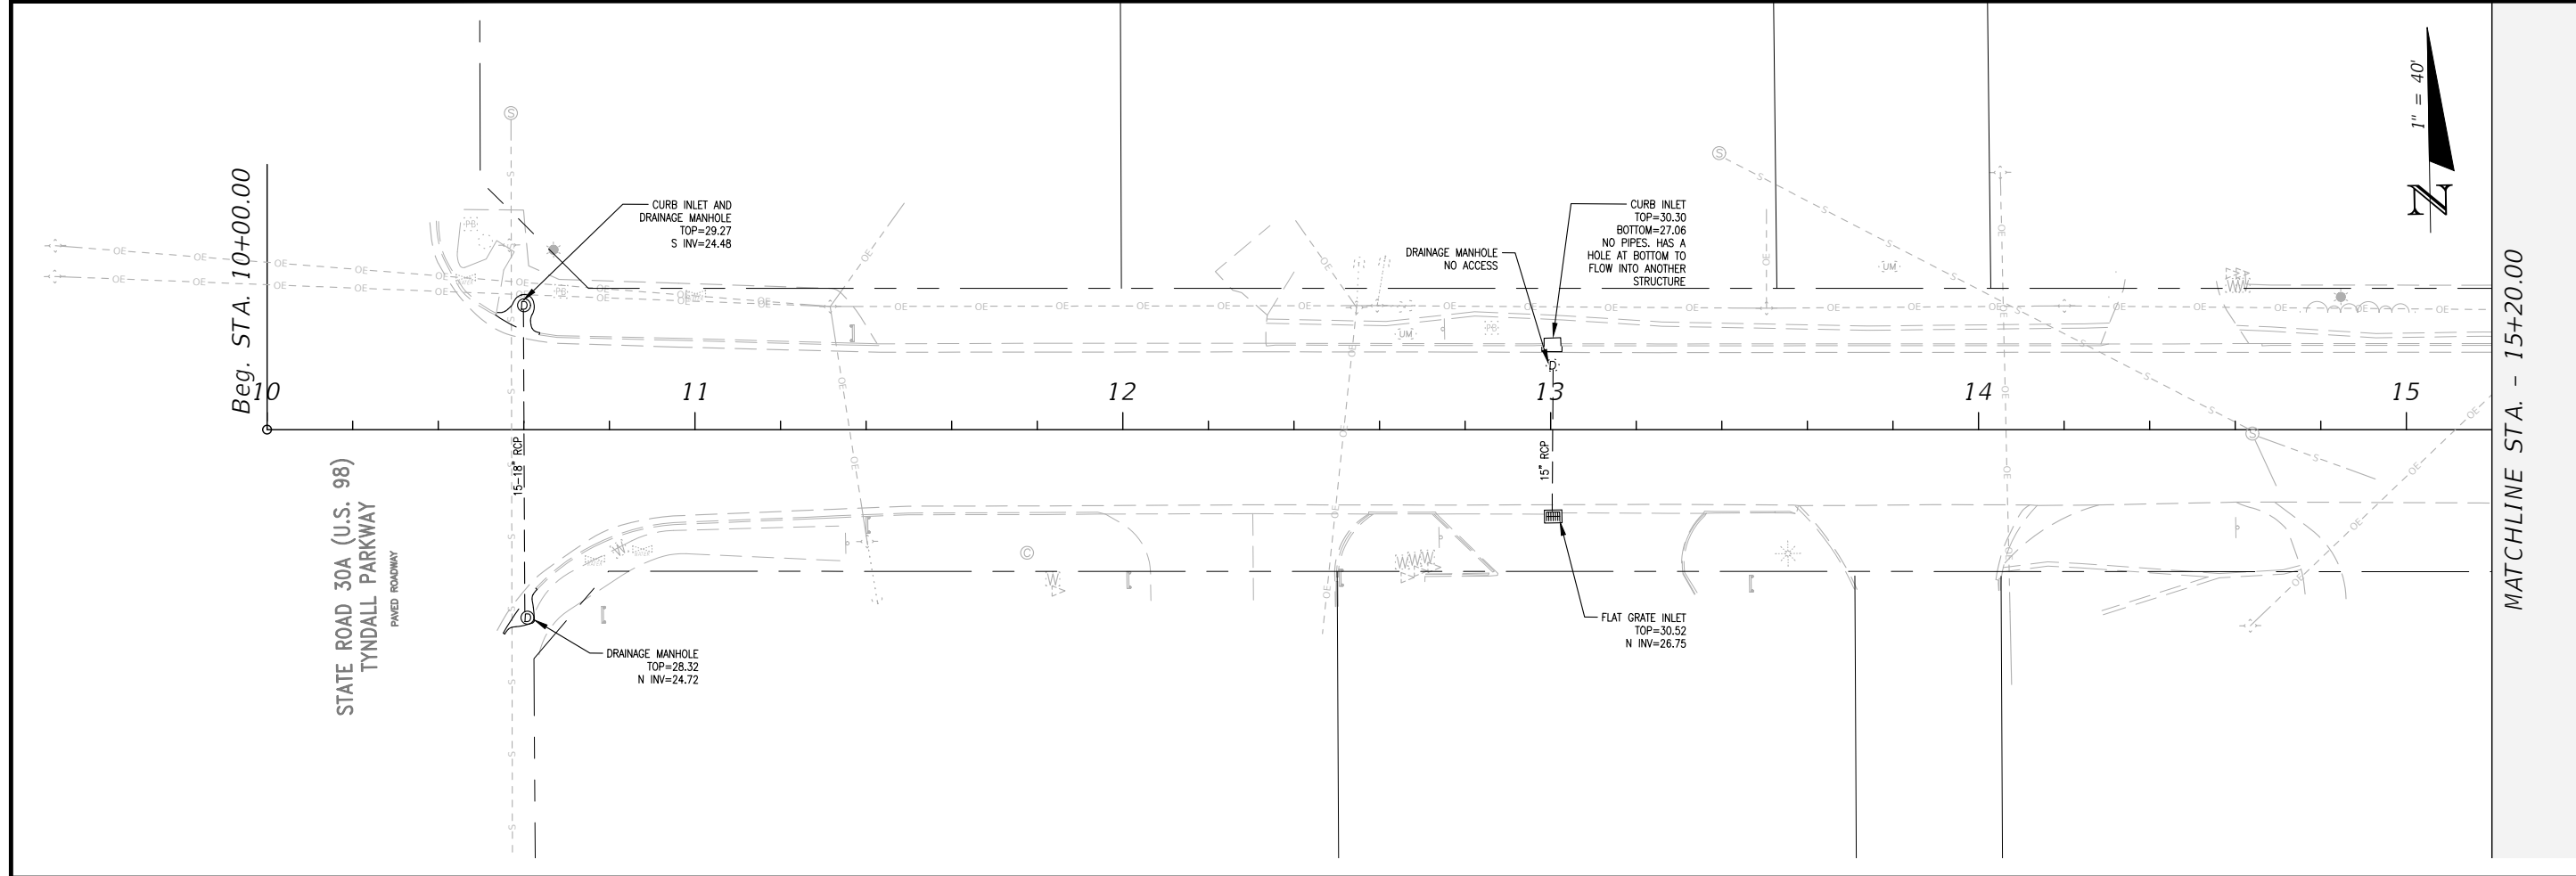 1" = 40'
N
Beg. STA. 10+00.00
CURB INLET AND
DRAINAGE MANHOLE
TOP=29.27
S INV=24.48
DRAINAGE MANHOLE
NO ACCESS
CURB INLET
TOP=30.30
BOTTOM=27.06
NO PIPES. HAS A
HOLE AT BOTTOM TO
FLOW INTO ANOTHER
STRUCTURE
10
11
12
13
14
15
MATCHLINE STA. - 15+20.00
15-18" RCP
15" RCP
STATE ROAD 30A (U.S. 98)
TYNDALL PARKWAY
PAVED ROADWAY
DRAINAGE MANHOLE
TOP=28.32
N INV=24.72
FLAT GRATE INLET
TOP=30.52
N INV=26.75